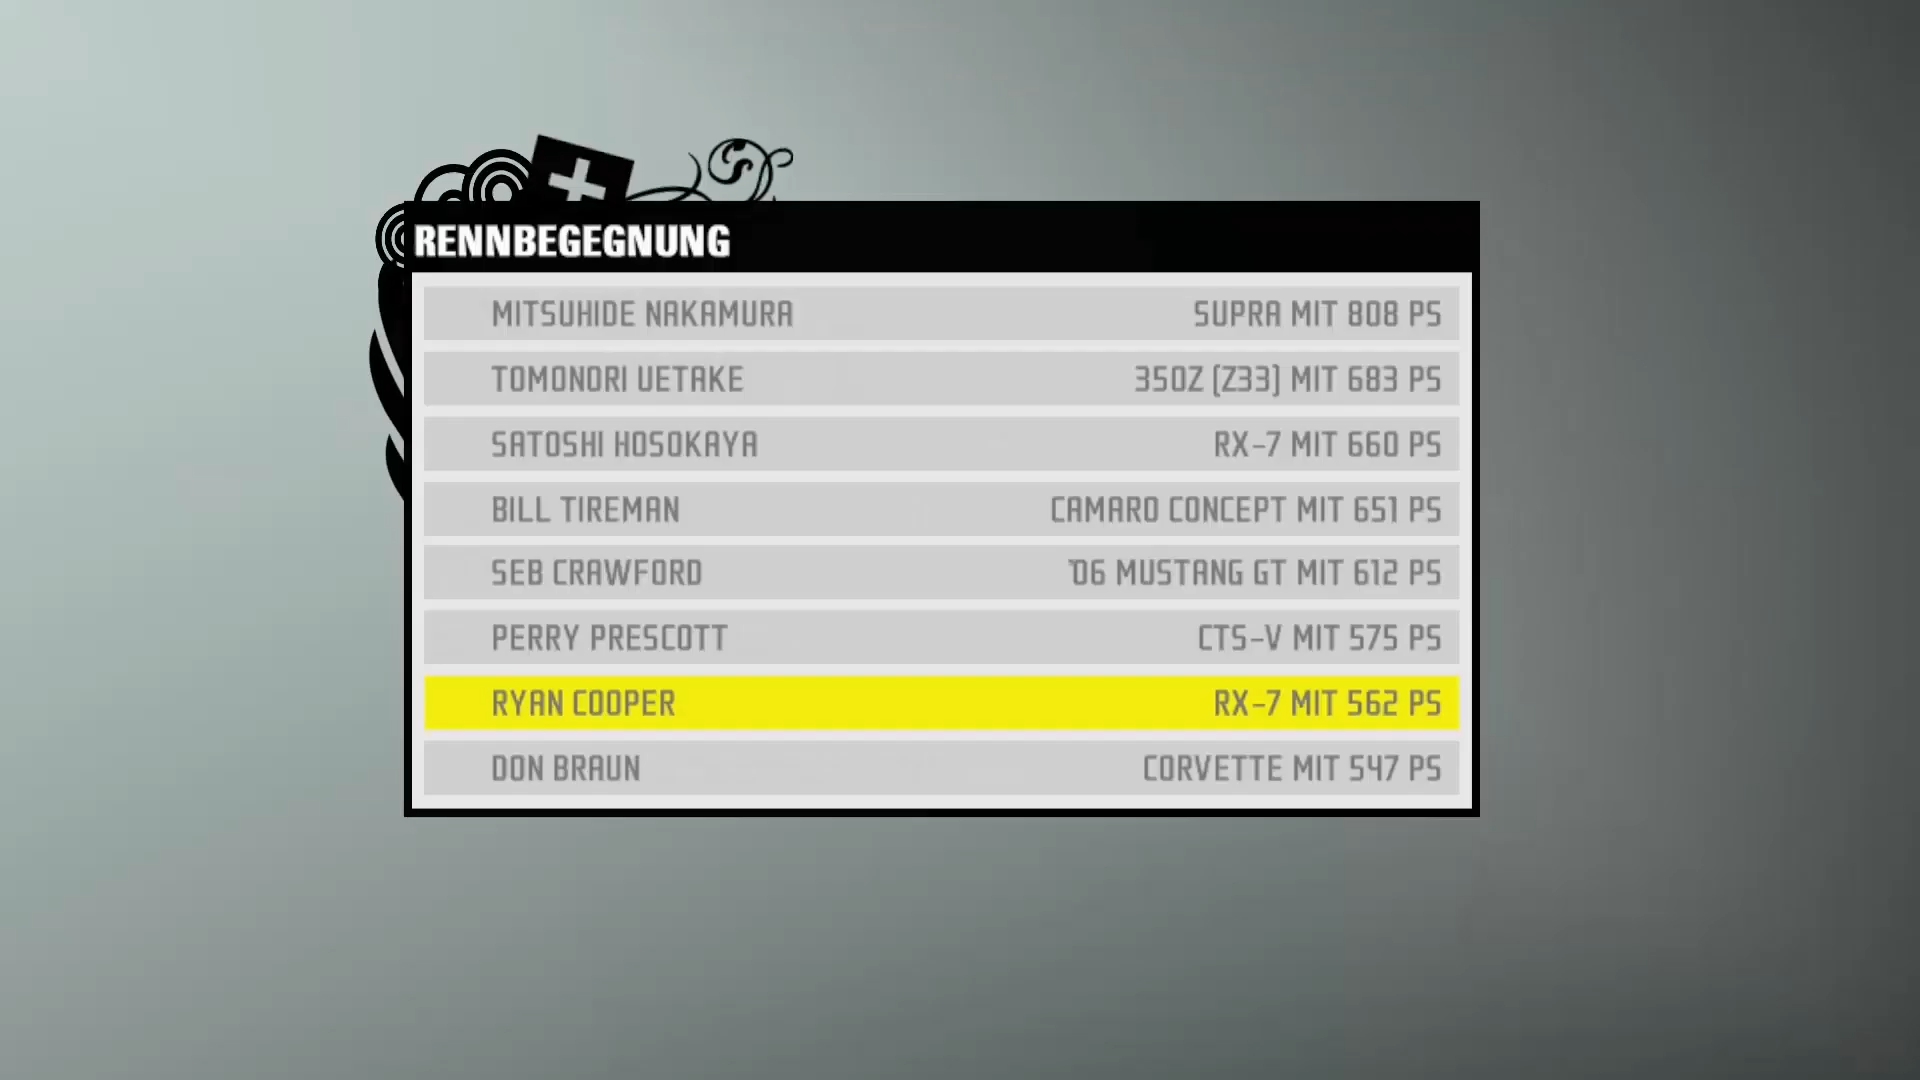 RENNBEGEGNUNG
MITSUHIDE NAKAMURA SUPRA MIT 808 PS
TOMONORI UETAKE 350Z (Z33) MIT 683 PS
SATOSHI HOSOKAYA RX-7 MIT 660 PS
BILL TIREMAN CAMARO CONCEPT MIT 651 PS
SEB CRAWFORD '06 MUSTANG GT MIT 612 PS
PERRY PRESCOTT CTS-V MIT 575 PS
RYAN COOPER RX-7 MIT 562 PS
DON BRAUN CORVETTE MIT 547 PS